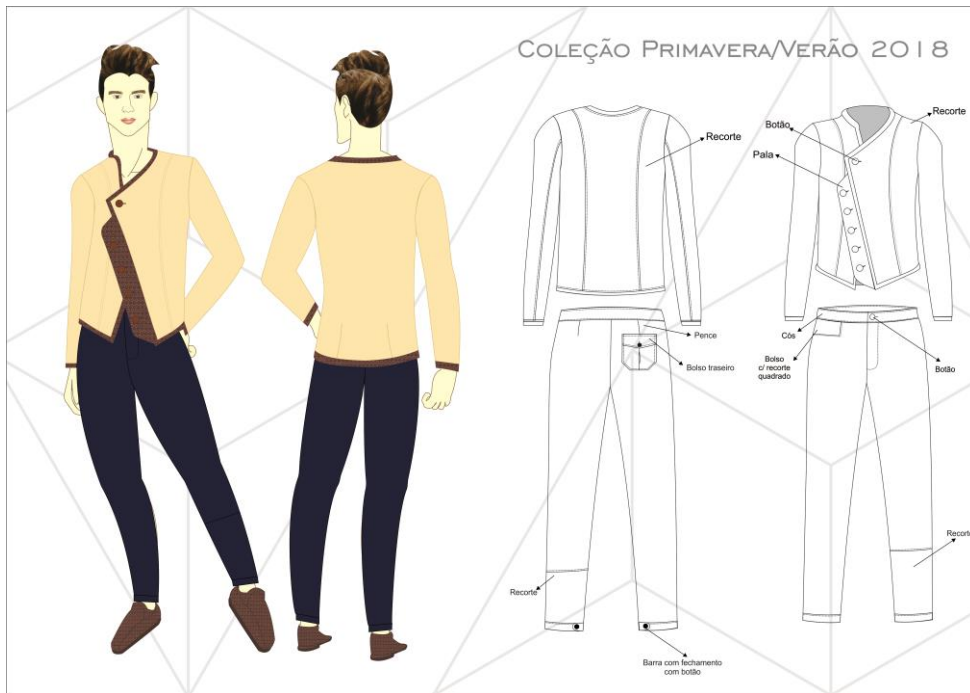 COLEÇÃO PRIMAVERA/VERÃO 2018
Recorte
Botão
Pala
Recorte
Pence
Bolso traseiro
Recorte
Barra com fechamento
com botão
Cós
Bolso
c/ recorte
quadrado
Botão
Recorte